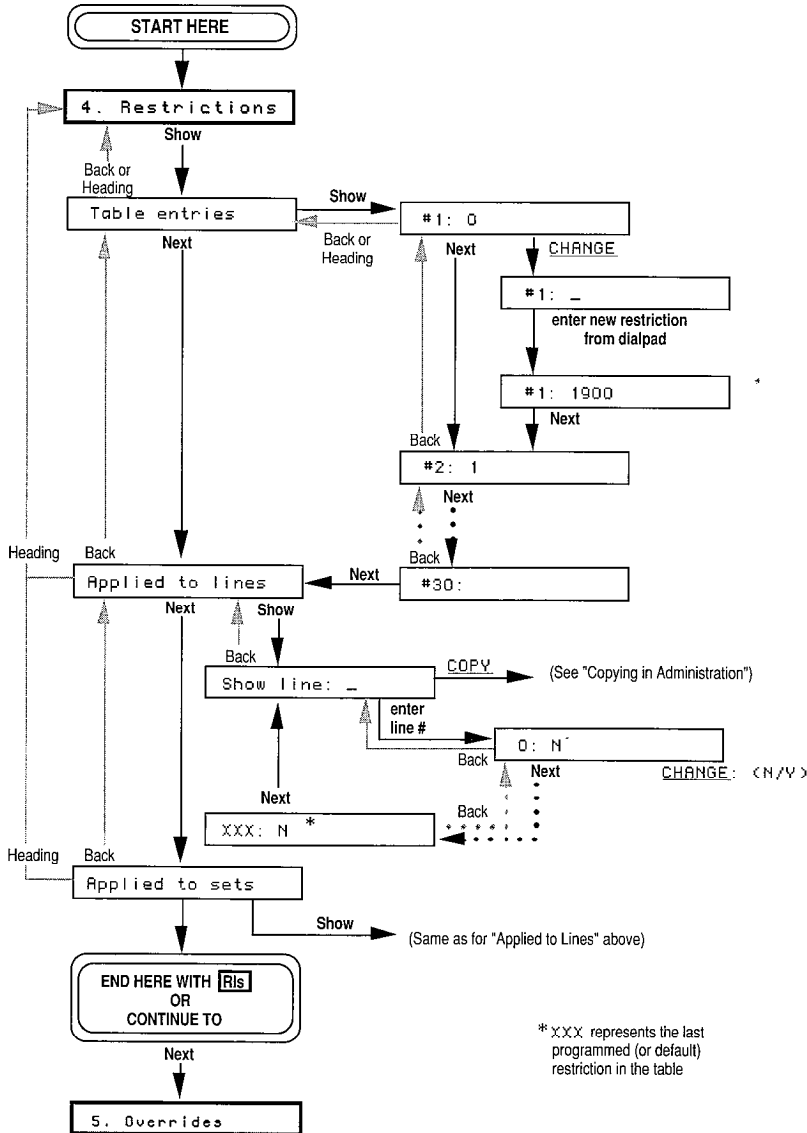 START HERE
4. Restrictions
Show
Back or
Heading
Table entries
Show
Back or
Heading
Next
#1: 0
Next
CHANGE
#1: _
enter new restriction
from dialpad
#1: 1900
*
Next
Back
#2: 1
Next
Back
#30:
Next
Heading
Back
Applied to lines
Next
Show
Back
Show line: _
COPY
(See "Copying in Administration")
enter
line #
0: N
Back
Next
CHANGE: (N/Y)
Next
Back
XXX: N *
Heading
Back
Applied to sets
Show
(Same as for "Applied to Lines" above)
END HERE WITH Rls
OR
CONTINUE TO
Next
* XXX represents the last
programmed (or default)
restriction in the table
5. Overrides